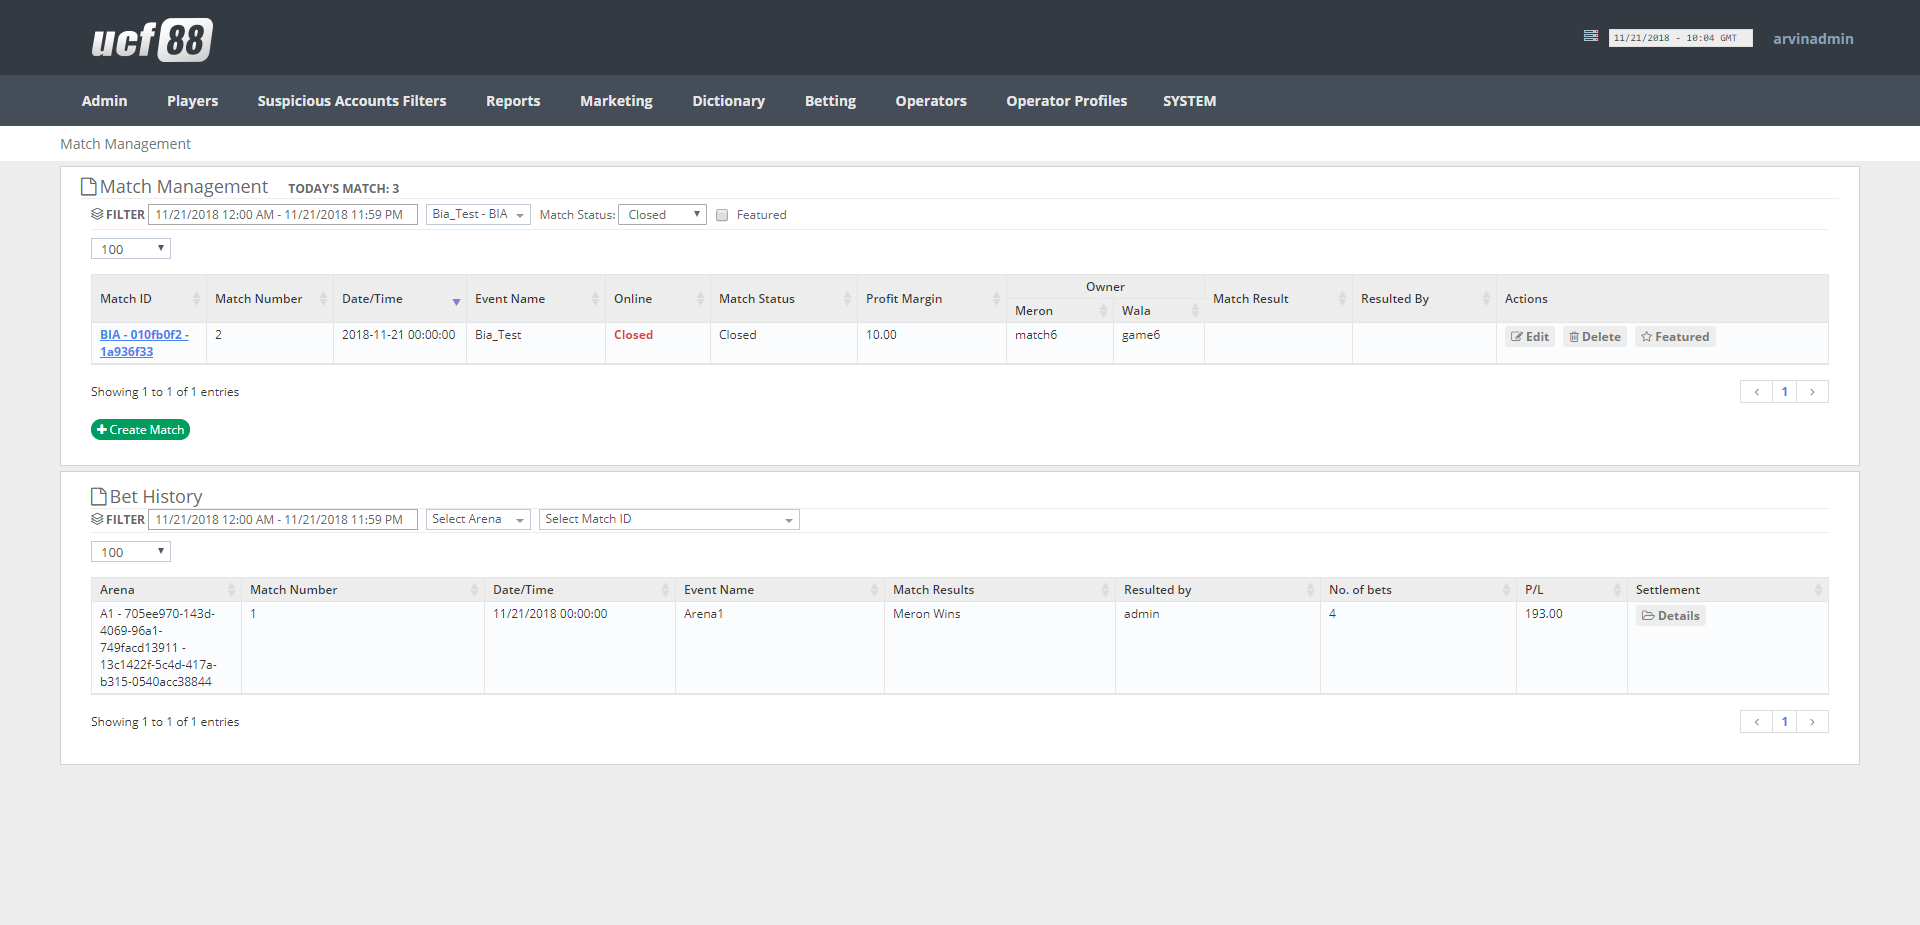 ucf88
11/21/2018 - 10:04 GMT
arvinadmin
Admin Players Suspicious Accounts Filters Reports Marketing Dictionary Betting Operators Operator Profiles SYSTEM
Match Management
Match Management TODAY'S MATCH: 3
FILTER 11/21/2018 12:00 AM - 11/21/2018 11:59 PM Bia_Test - BIA Match Status: Closed Featured
100
Owner
Match ID Match Number Date/Time Event Name Online Match Status Profit Margin Match Result Resulted By Actions
Meron Wala
BIA - 010fb0f2 - 2 2018-11-21 00:00:00 Bia_Test Closed Closed 10.00 match6 game6 Edit Delete Featured
1a936f33
Showing 1 to 1 of 1 entries 1
Create Match
Bet History
FILTER 11/21/2018 12:00 AM - 11/21/2018 11:59 PM Select Arena Select Match ID
100
Arena Match Number Date/Time Event Name Match Results Resulted by No. of bets P/L Settlement
A1 - 705ee970-143d- 1 11/21/2018 00:00:00 Arena1 Meron Wins admin 4 193.00 Details
4069-96a1-
749facd13911 -
13c1422f-5c4d-417a-
b315-0540acc38844
Showing 1 to 1 of 1 entries 1